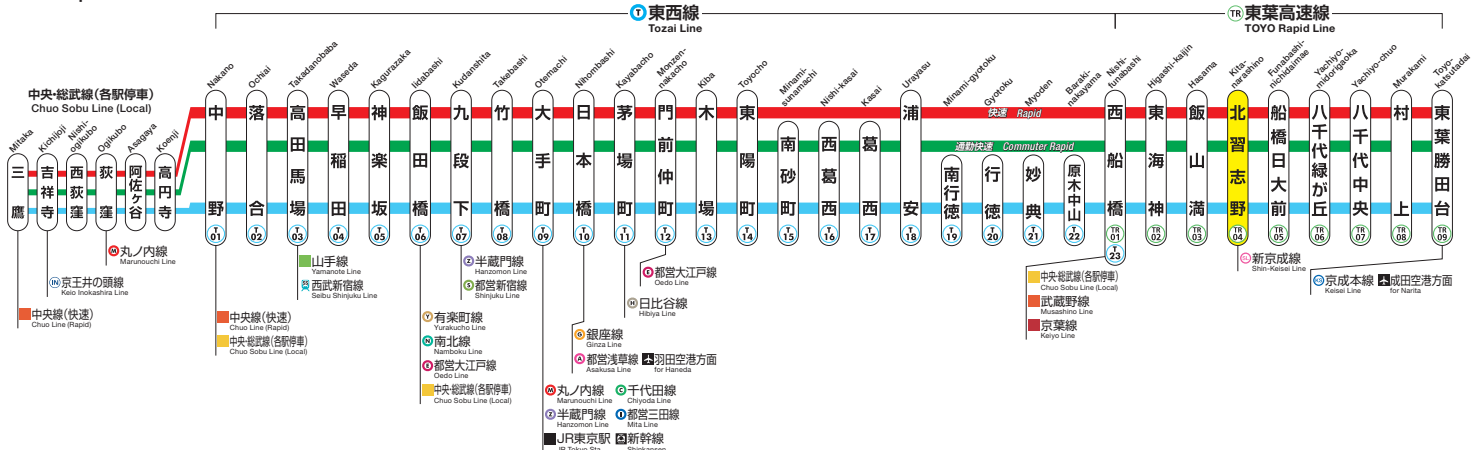 T 東西線
Tozai Line
TR 東葉高速線
TOYO Rapid Line
中央・総武線(各駅停車)
Chuo Sobu Line (Local)
Mitaka
Kichijoji
Nishi-
ogikubo
Ogikubo
Asagaya
Koenji
Nakano
Ochiai
Takadanobaba
Waseda
Kagurazaka
Iidabashi
Kudanshita
Takebashi
Otemachi
Nihombashi
Kayabacho
Monzen-
nakacho
Kiba
Toyocho
Minami-
sunamachi
Nishi-kasai
Kasai
Urayasu
Minami-gyotoku
Gyotoku
Myoden
Baraki-
nakayama
Nishi-
funabashi
Higashi-kaijin
Hasama
Kita-
narashino
Funabashi-
nichidaimae
Yachiyo-
midorigaoka
Yachiyo-chuo
Murakami
Toyo-
katsutadai
快速 Rapid
通勤快速 Commuter Rapid
三鷹
吉祥寺
西荻窪
荻窪
阿佐ヶ谷
高円寺
中野
落合
高田馬場
早稲田
神楽坂
飯田橋
九段下
竹橋
大手町
日本橋
茅場町
門前仲町
木場
東陽町
南砂町
西葛西
葛西
浦安
南行徳
行徳
妙典
原木中山
西船橋
東海神
飯山満
北習志野
船橋日大前
八千代緑が丘
八千代中央
村上
東葉勝田台
T 01
T 02
T 03
T 04
T 05
T 06
T 07
T 08
T 09
T 10
T 11
T 12
T 13
T 14
T 15
T 16
T 17
T 18
T 19
T 20
T 21
T 22
TR 01
T 23
TR 02
TR 03
TR 04
TR 05
TR 06
TR 07
TR 08
TR 09
M 丸ノ内線
Marunouchi Line
IN 京王井の頭線
Keio Inokashira Line
中央線(快速)
Chuo Line (Rapid)
中央線(快速)
Chuo Line (Rapid)
中央・総武線(各駅停車)
Chuo Sobu Line (Local)
山手線
Yamanote Line
SS 西武新宿線
Seibu Shinjuku Line
Y 有楽町線
Yurakucho Line
N 南北線
Namboku Line
E 都営大江戸線
Oedo Line
中央・総武線(各駅停車)
Chuo Sobu Line (Local)
Z 半蔵門線
Hanzomon Line
S 都営新宿線
Shinjuku Line
M 丸ノ内線
Marunouchi Line
C 千代田線
Chiyoda Line
Z 半蔵門線
Hanzomon Line
I 都営三田線
Mita Line
JR東京駅
JR Tokyo Sta.
新幹線
Shinkansen
G 銀座線
Ginza Line
A 都営浅草線
Asakusa Line
羽田空港方面
for Haneda
H 日比谷線
Hibiya Line
E 都営大江戸線
Oedo Line
中央・総武線(各駅停車)
Chuo Sobu Line (Local)
武蔵野線
Musashino Line
京葉線
Keiyo Line
SL 新京成線
Shin-Keisei Line
KS 京成本線
Keisei Line
成田空港方面
for Narita